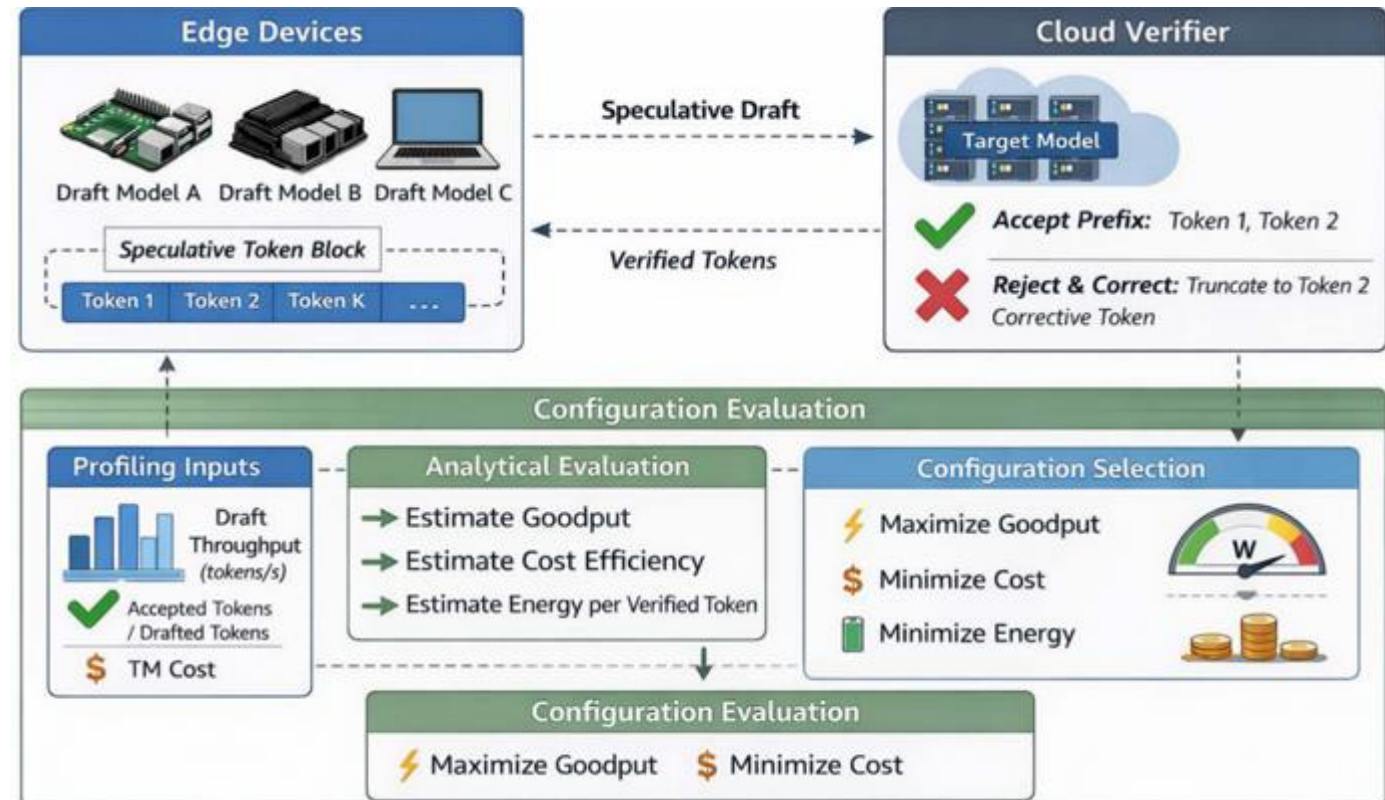 Edge Devices
Draft Model A
Draft Model B
Draft Model C
Speculative Token Block
Token 1
Token 2
Token K
...
Speculative Draft
Verified Tokens
Cloud Verifier
Target Model
Accept Prefix: Token 1, Token 2
Reject & Correct: Truncate to Token 2
Corrective Token
Configuration Evaluation
Profiling Inputs
Draft
Throughput
(tokens/s)
Accepted Tokens
/ Drafted Tokens
$ TM Cost
Analytical Evaluation
Estimate Goodput
Estimate Cost Efficiency
Estimate Energy per Verified Token
Configuration Selection
Maximize Goodput
$ Minimize Cost
Minimize Energy
W
Configuration Evaluation
Maximize Goodput $ Minimize Cost